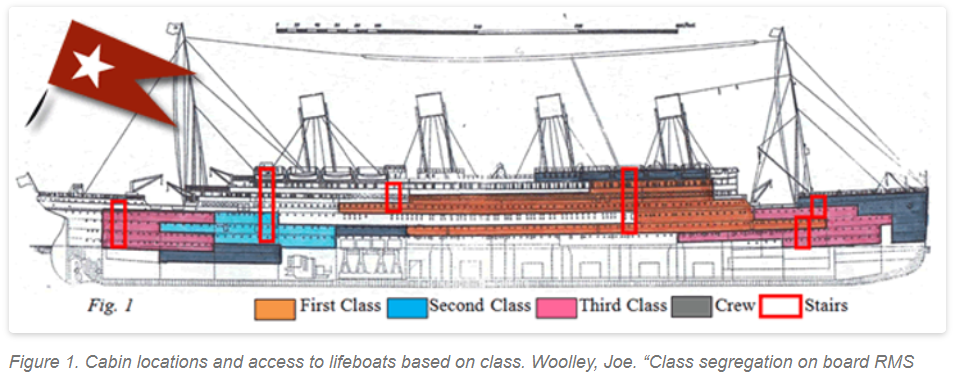 Fig. 1 First Class Second Class Third Class Crew Stairs
Figure 1. Cabin locations and access to lifeboats based on class. Woolley, Joe. “Class segregation on board RMS